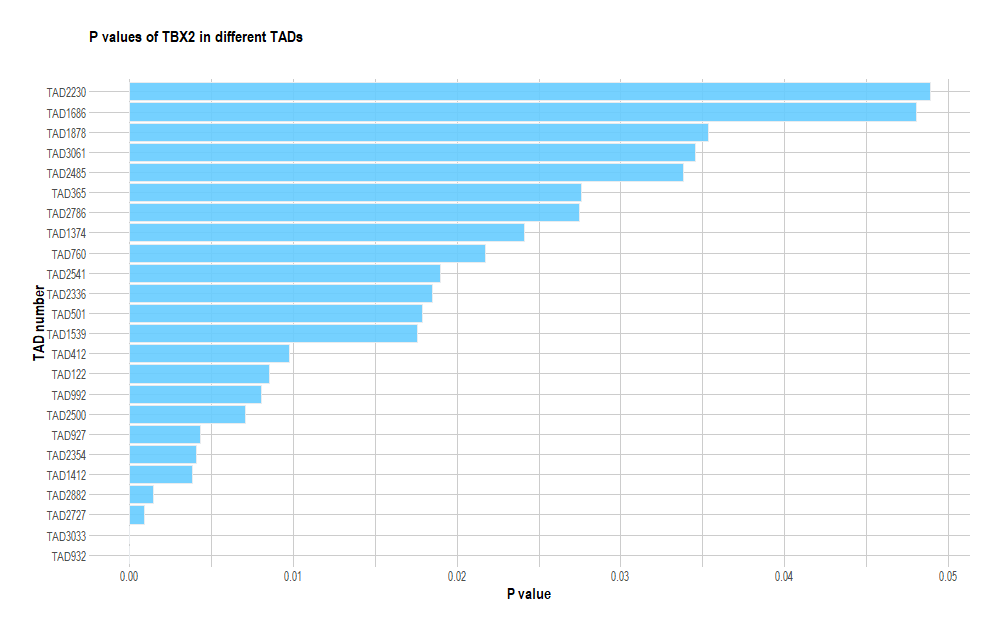 P values of TBX2 in different TADs
TAD number
TAD2230
TAD1686
TAD1878
TAD3061
TAD2485
TAD365
TAD2786
TAD1374
TAD760
TAD2541
TAD2336
TAD501
TAD1539
TAD412
TAD122
TAD992
TAD2500
TAD927
TAD2354
TAD1412
TAD2882
TAD2727
TAD3033
TAD932
0.00 0.01 0.02 0.03 0.04 0.05
P value